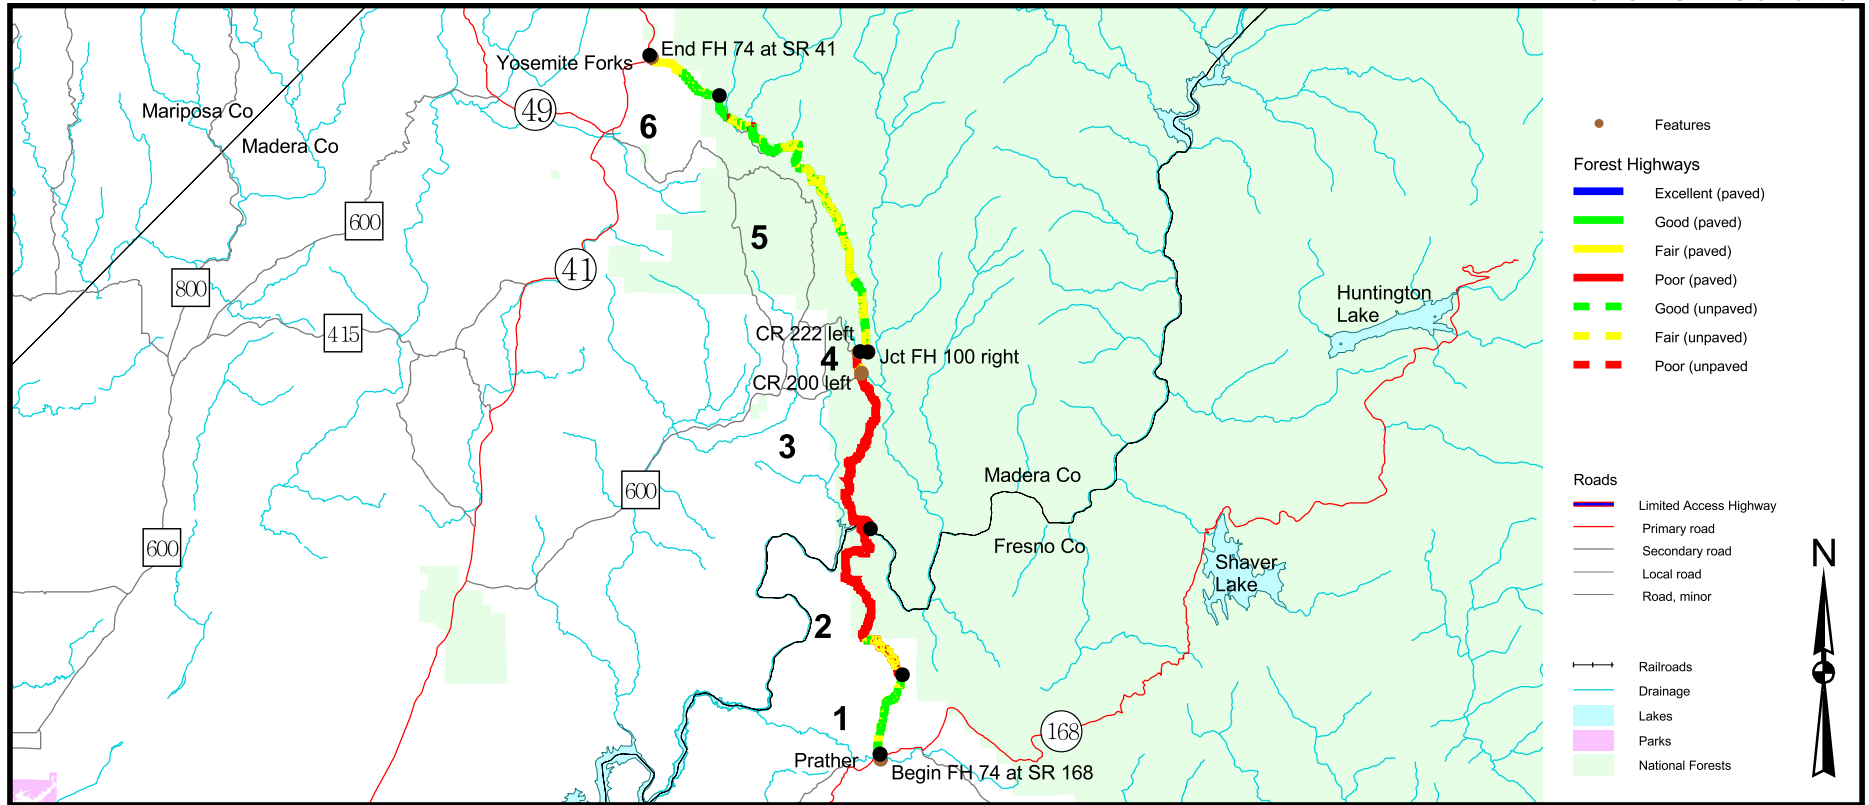 End FH 74 at SR 41
Yosemite Forks
49
Mariposa Co
Madera Co
6
600
5
41
800
415
CR 222 left
4
Jct FH 100 right
CR 200 left
Huntington
Lake
3
600
Madera Co
Fresno Co
600
Shaver
Lake
2
1
168
Prather
Begin FH 74 at SR 168
Features
Forest Highways
Excellent (paved)
Good (paved)
Fair (paved)
Poor (paved)
Good (unpaved)
Fair (unpaved)
Poor (unpaved
Roads
Limited Access Highway
Primary road
Secondary road
Local road
Road, minor
Railroads
Drainage
Lakes
Parks
National Forests
N